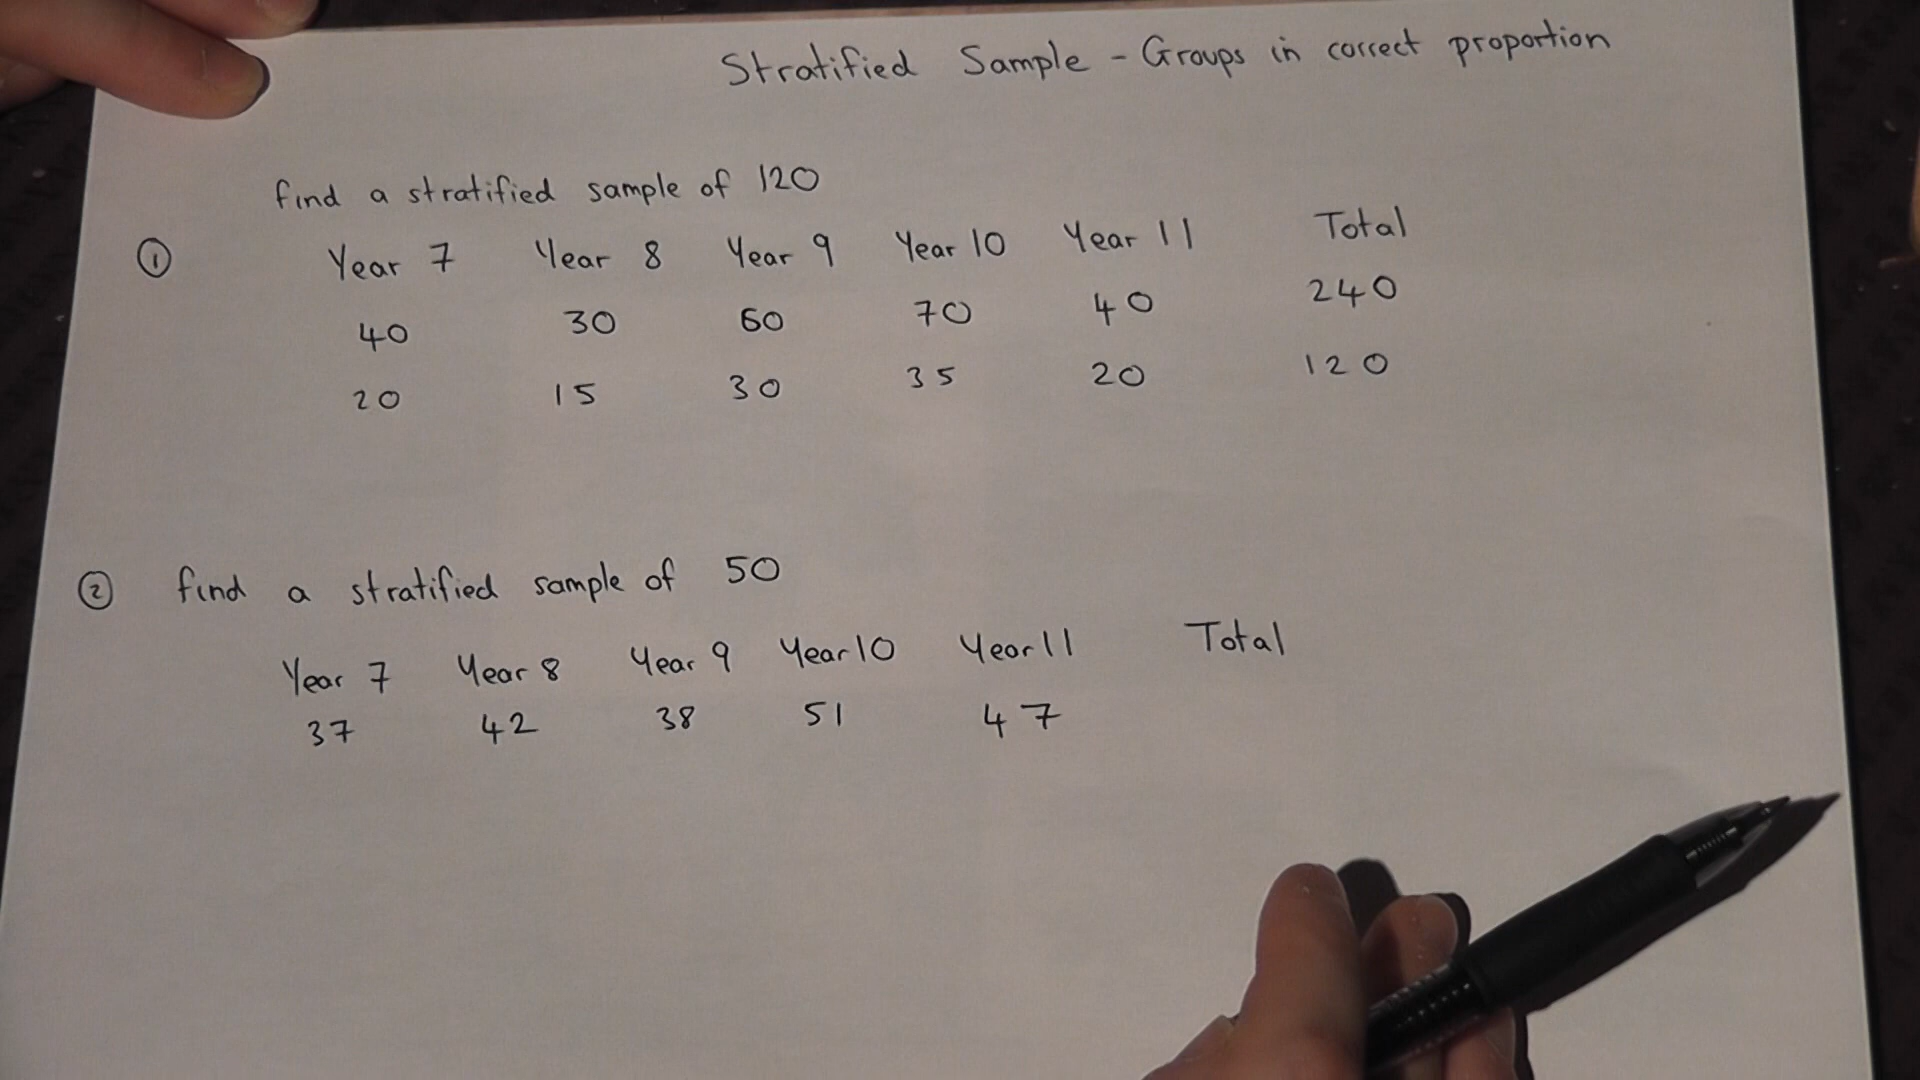 Stratified Sample - Groups in correct proportion
find a stratified sample of 120
① Year 7 Year 8 Year 9 Year 10 Year 11 Total
40 30 60 70 40 240
20 15 30 35 20 120
② find a stratified sample of 50
Year 7 Year 8 Year 9 Year 10 Year 11 Total
37 42 38 51 47